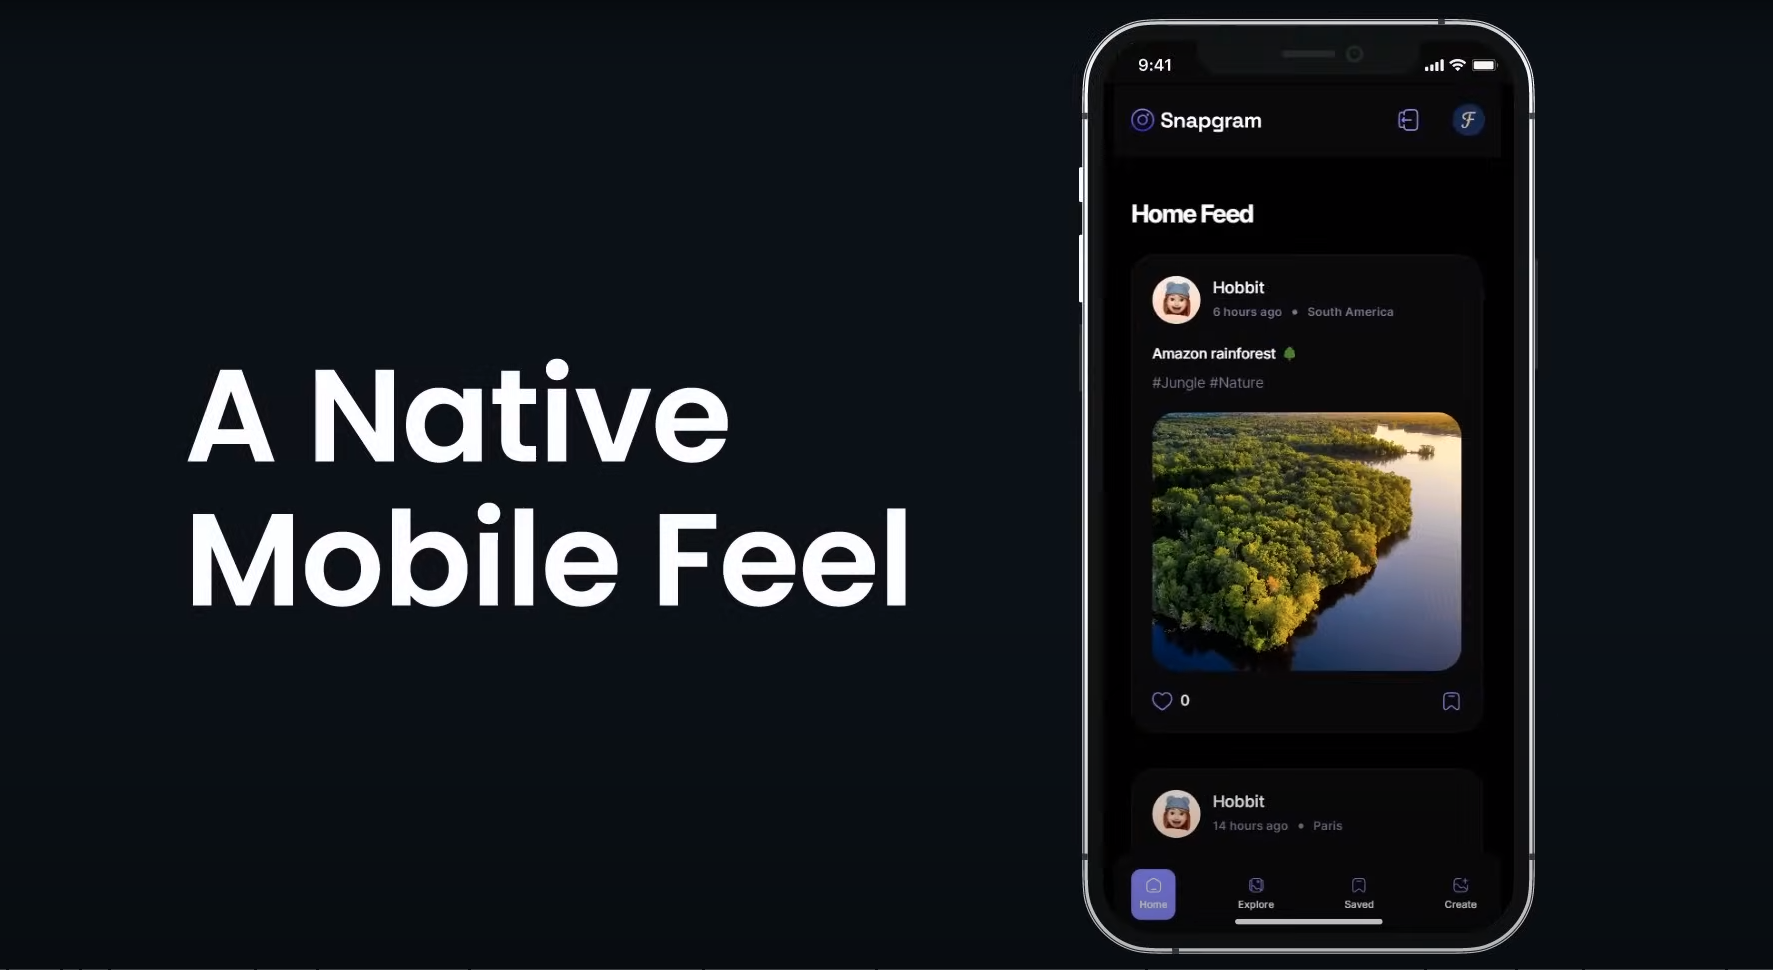 A Native
Mobile Feel
9:41
Snapgram
F
Home Feed
Hobbit
6 hours ago • South America
Amazon rainforest
#Jungle #Nature
0
Hobbit
14 hours ago • Paris
Home
Explore
Saved
Create